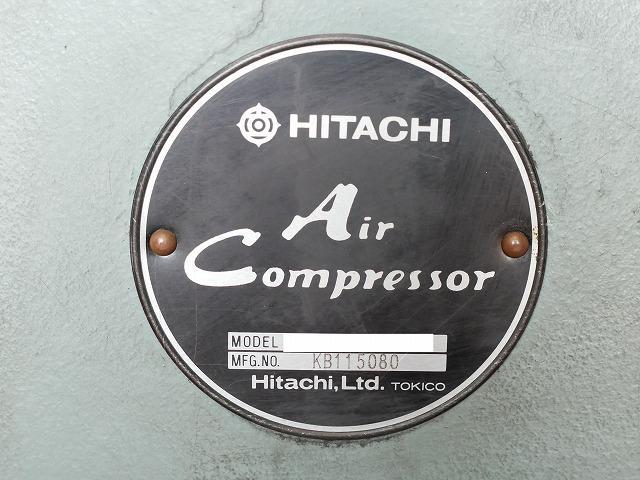 HITACHI
Air
Compressor
MODEL
MFG.NO. KB115080
Hitachi, Ltd. TOKICO